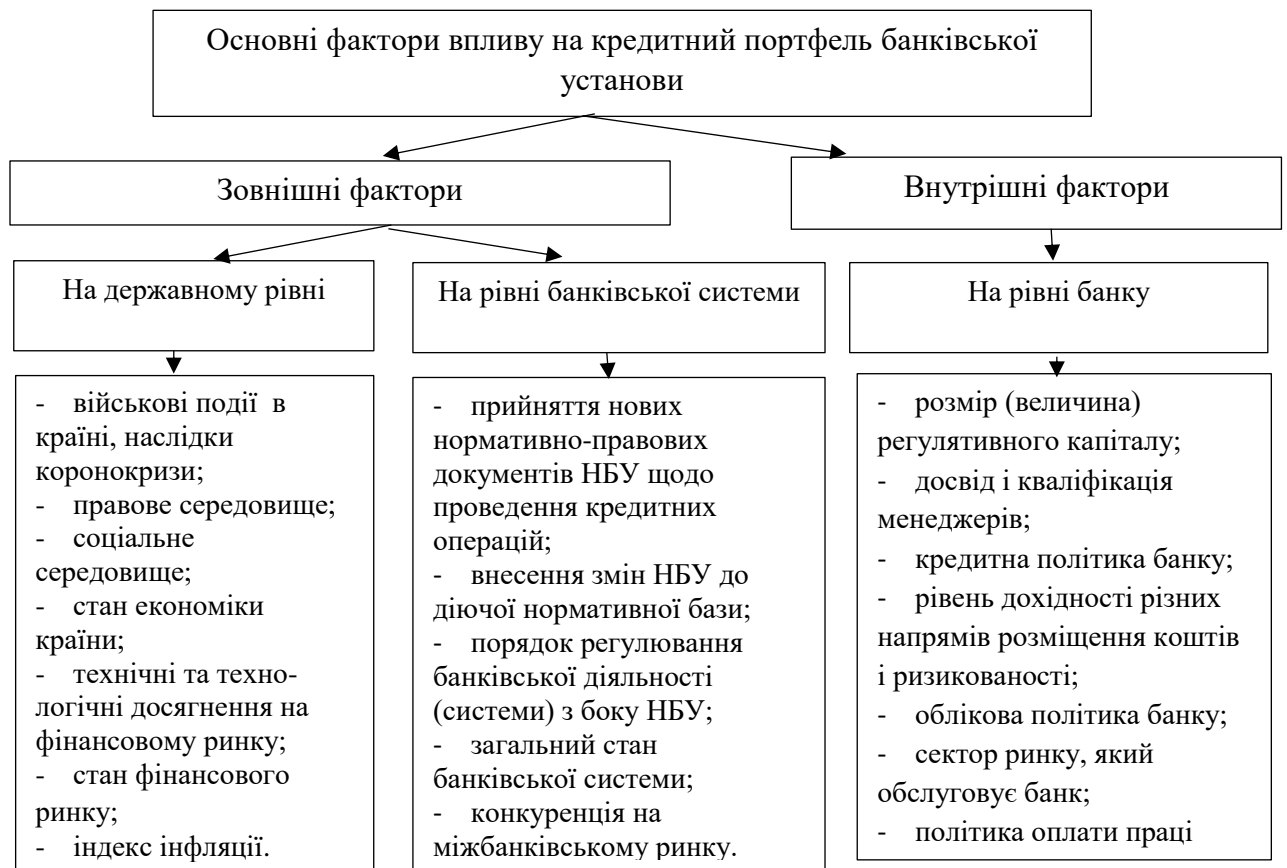 Основні фактори впливу на кредитний портфель банківської
установи
Зовнішні фактори
Внутрішні фактори
На державному рівні
На рівні банківської системи
На рівні банку
- військові події в
країні, наслідки
коронокризи;
- правове середовище;
- соціальне
середовище;
- стан економіки
країни;
- технічні та техно-
логічні досягнення на
фінансовому ринку;
- стан фінансового
ринку;
- індекс інфляції.
- прийняття нових
нормативно-правових
документів НБУ щодо
проведення кредитних
операцій;
- внесення змін НБУ до
діючої нормативної бази;
- порядок регулювання
банківської діяльності
(системи) з боку НБУ;
- загальний стан
банківської системи;
- конкуренція на
міжбанківському ринку.
- розмір (величина)
регулятивного капіталу;
- досвід і кваліфікація
менеджерів;
- кредитна політика банку;
- рівень дохідності різних
напрямів розміщення коштів
і ризикованості;
- облікова політика банку;
- сектор ринку, який
обслуговує банк;
- політика оплати праці